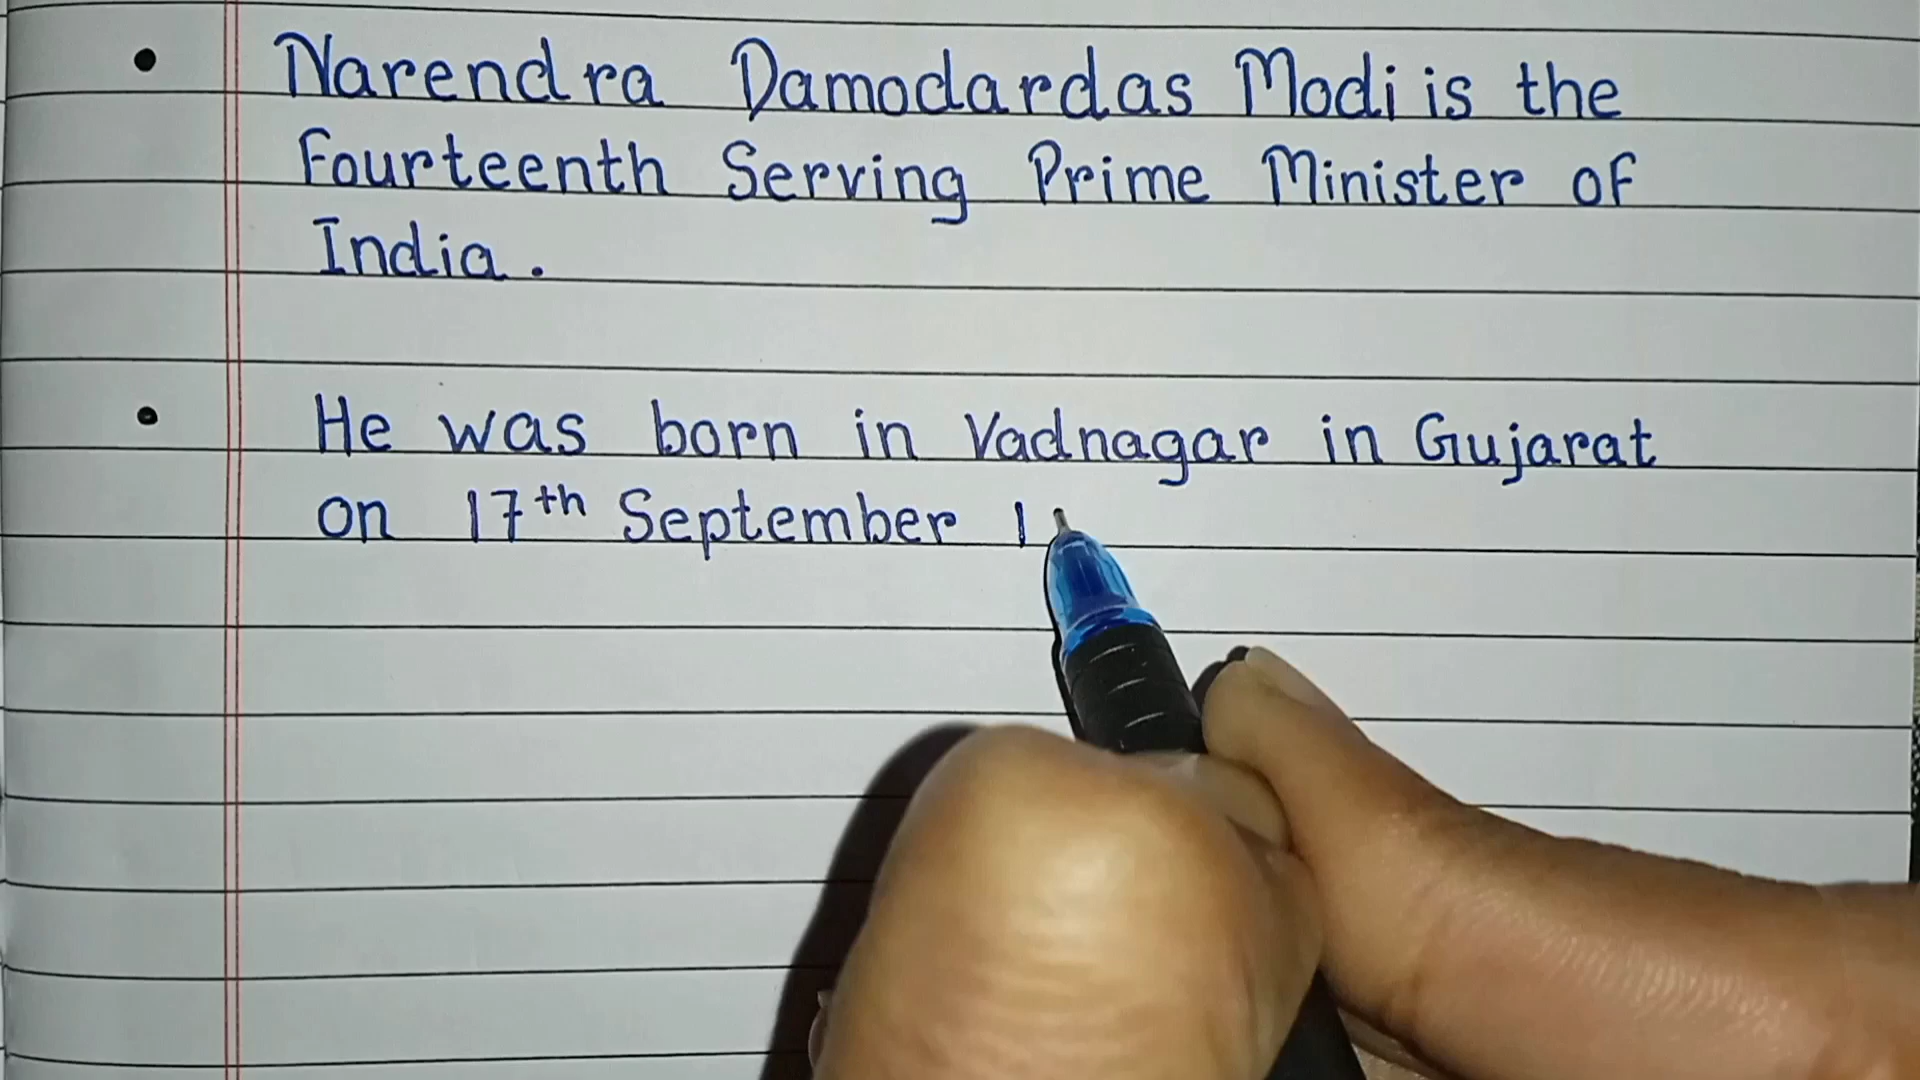 • Narendra Damodardas Modi is the
Fourteenth Serving Prime Minister of
India.
• He was born in Vadnagar in Gujarat
on 17th September 1